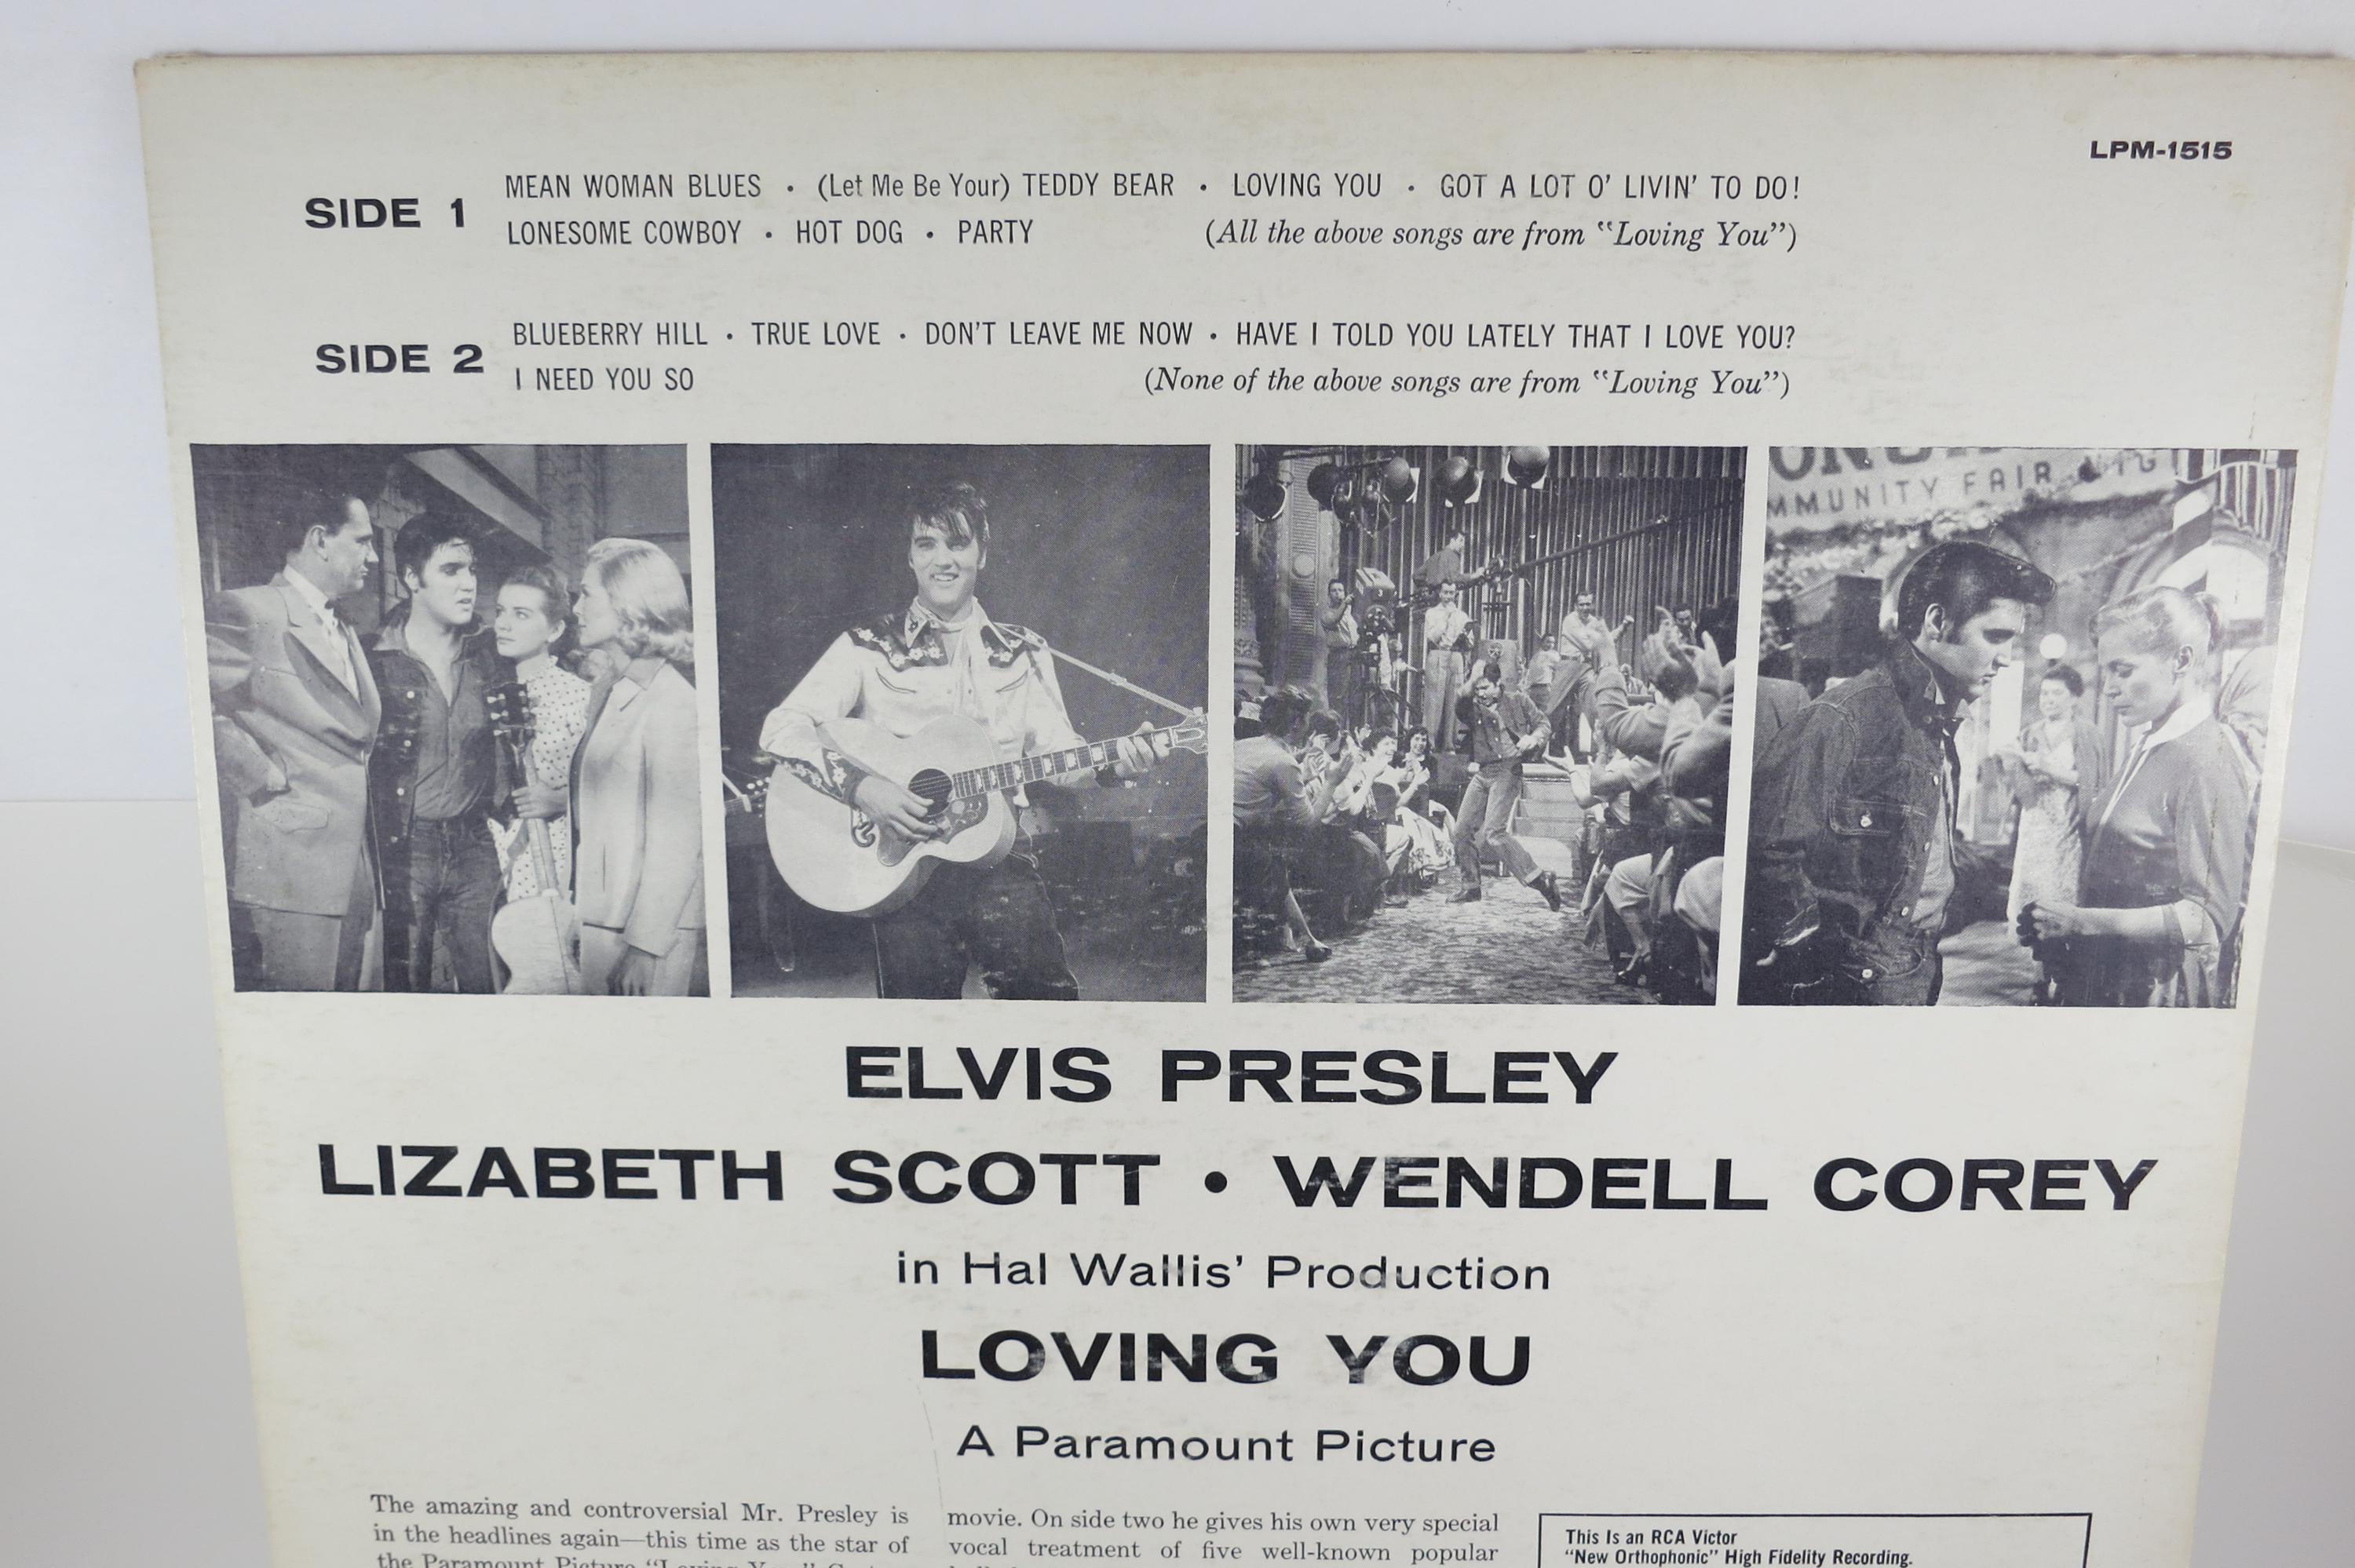 LPM-1515
SIDE 1
MEAN WOMAN BLUES • (Let Me Be Your) TEDDY BEAR • LOVING YOU • GOT A LOT O' LIVIN' TO DO!
LONESOME COWBOY • HOT DOG • PARTY (All the above songs are from "Loving You")
SIDE 2
BLUEBERRY HILL • TRUE LOVE • DON'T LEAVE ME NOW • HAVE I TOLD YOU LATELY THAT I LOVE YOU?
I NEED YOU SO (None of the above songs are from "Loving You")
MMUNITY FAIR
ELVIS PRESLEY
LIZABETH SCOTT • WENDELL COREY
in Hal Wallis' Production
LOVING YOU
A Paramount Picture
The amazing and controversial Mr. Presley is
in the headlines again—this time as the star of
the Paramount Picture
movie. On side two he gives his own very special
vocal treatment of five well-known popular
This Is an RCA Victor
"New Orthophonic" High Fidelity Recording.